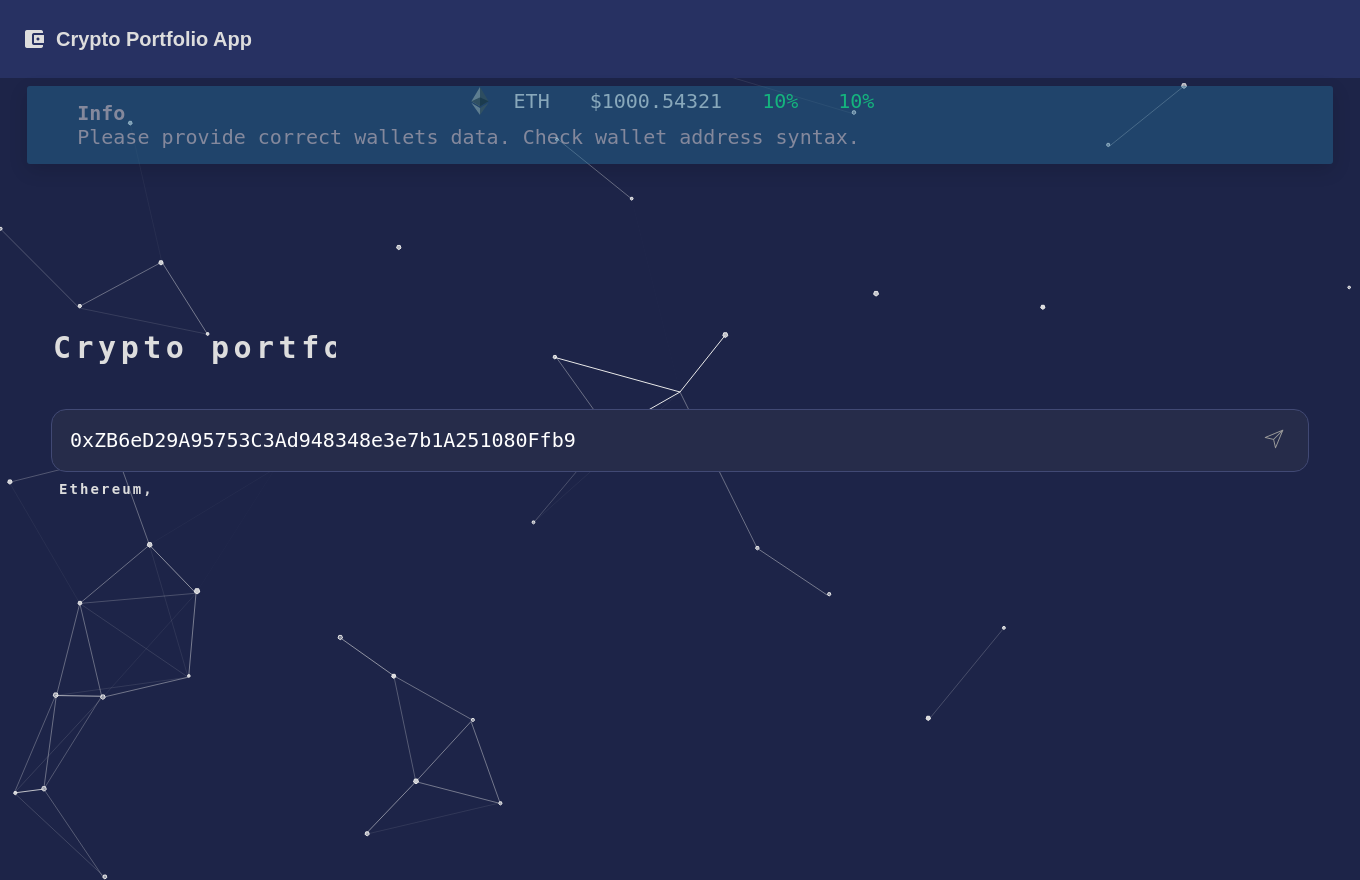 Crypto Portfolio App
ETH $1000.54321 10% 10%
Info
Please provide correct wallets data. Check wallet address syntax.
Crypto portfo
0xZB6eD29A95753C3Ad948348e3e7b1A251080Ffb9
Ethereum,